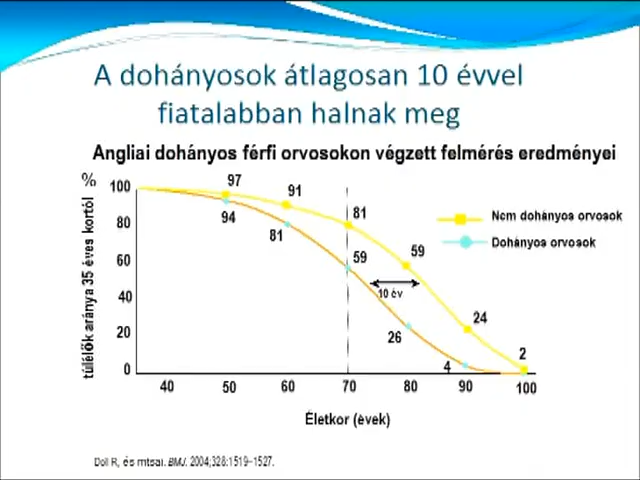 A dohányosok átlagosan 10 évvel
fiatalabban halnak meg
Angliai dohányos férfi orvosokon végzett felmérés eredményei
%
túlélők aránya 35 éves kortól
100
80
60
40
20
0
97
91
81
59
24
2
94
81
59
26
4
10 év
Nem dohányos orvosok
Dohányos orvosok
40 50 60 70 80 90 100
Életkor (évek)
Doll R, és mtsai. BMJ. 2004;328:1519–1527.